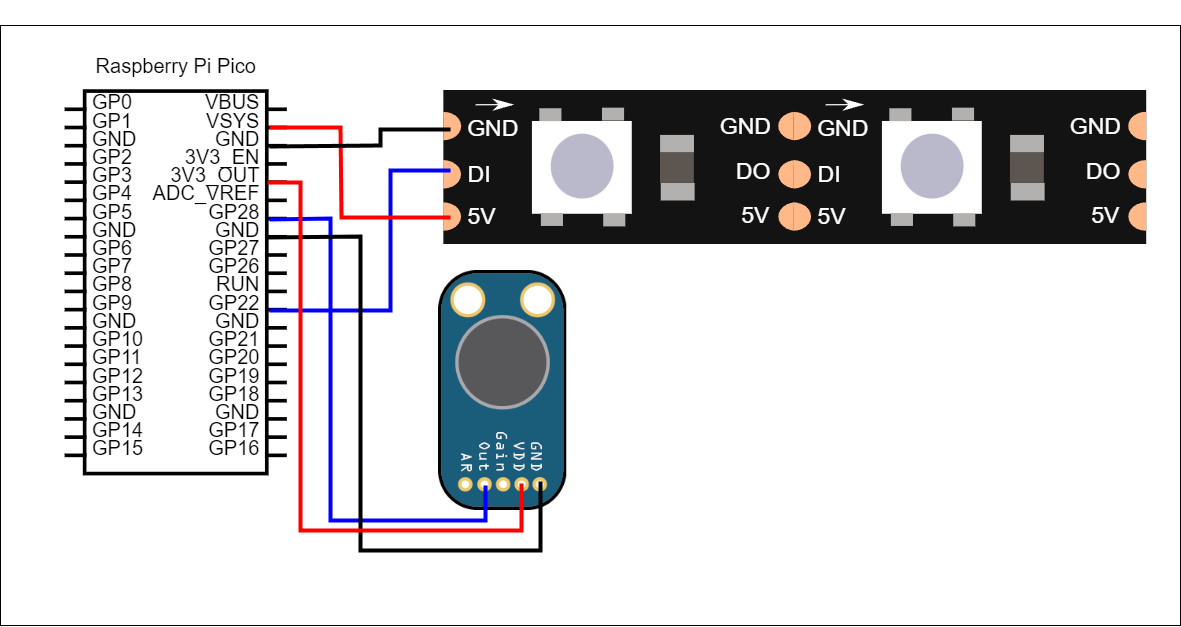 Raspberry Pi Pico
GP0 VBUS
GP1 VSYS
GND GND
GP2 3V3_EN
GP3 3V3_OUT
GP4 ADC_VREF
GP5 GP28
GND GND
GP6 GP27
GP7 GP26
GP8 RUN
GP9 GP22
GND GND
GP10 GP21
GP11 GP20
GP12 GP19
GP13 GP18
GND GND
GP14 GP17
GP15 GP16
GND GND GND GND
DI DO DI DO
5V 5V 5V 5V
AR Out Gain VDD GND